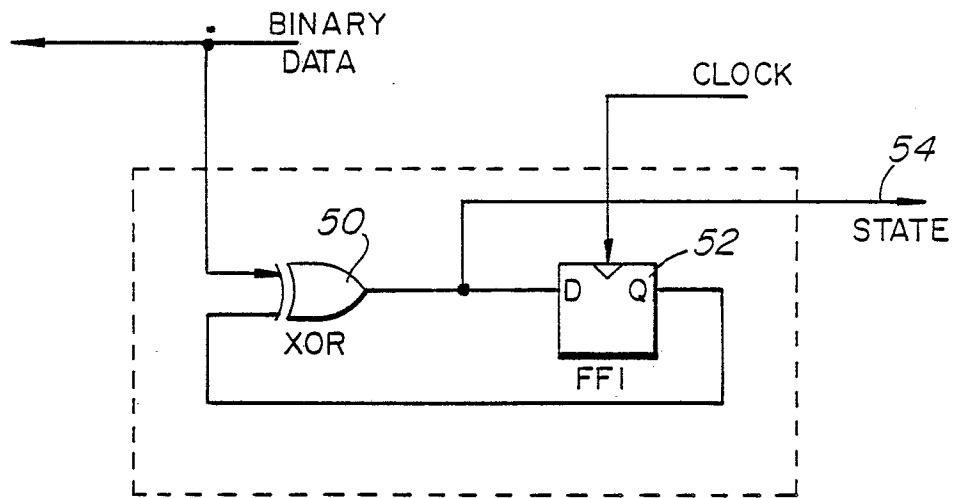 BINARY
DATA
CLOCK
54
STATE
50
52
D Q
XOR
FF1